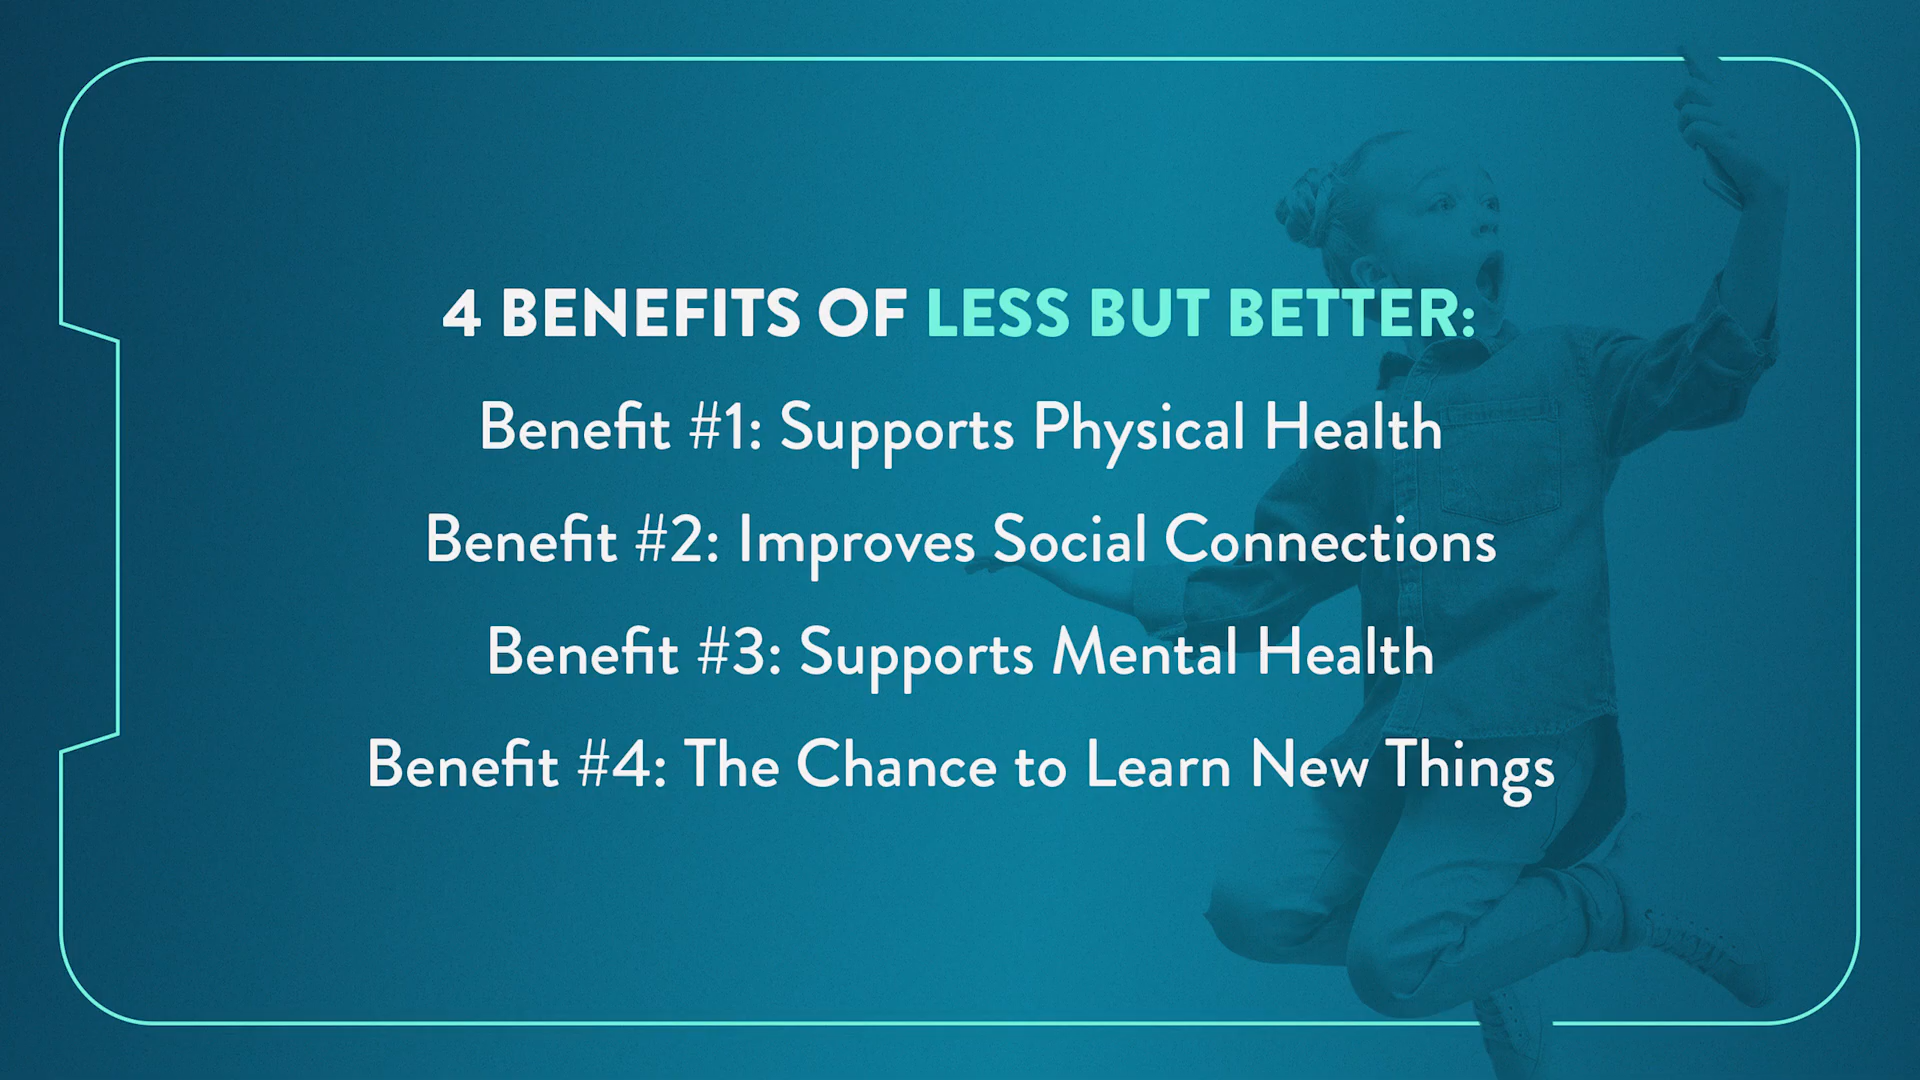 4 BENEFITS OF LESS BUT BETTER:
Benefit #1: Supports Physical Health
Benefit #2: Improves Social Connections
Benefit #3: Supports Mental Health
Benefit #4: The Chance to Learn New Things